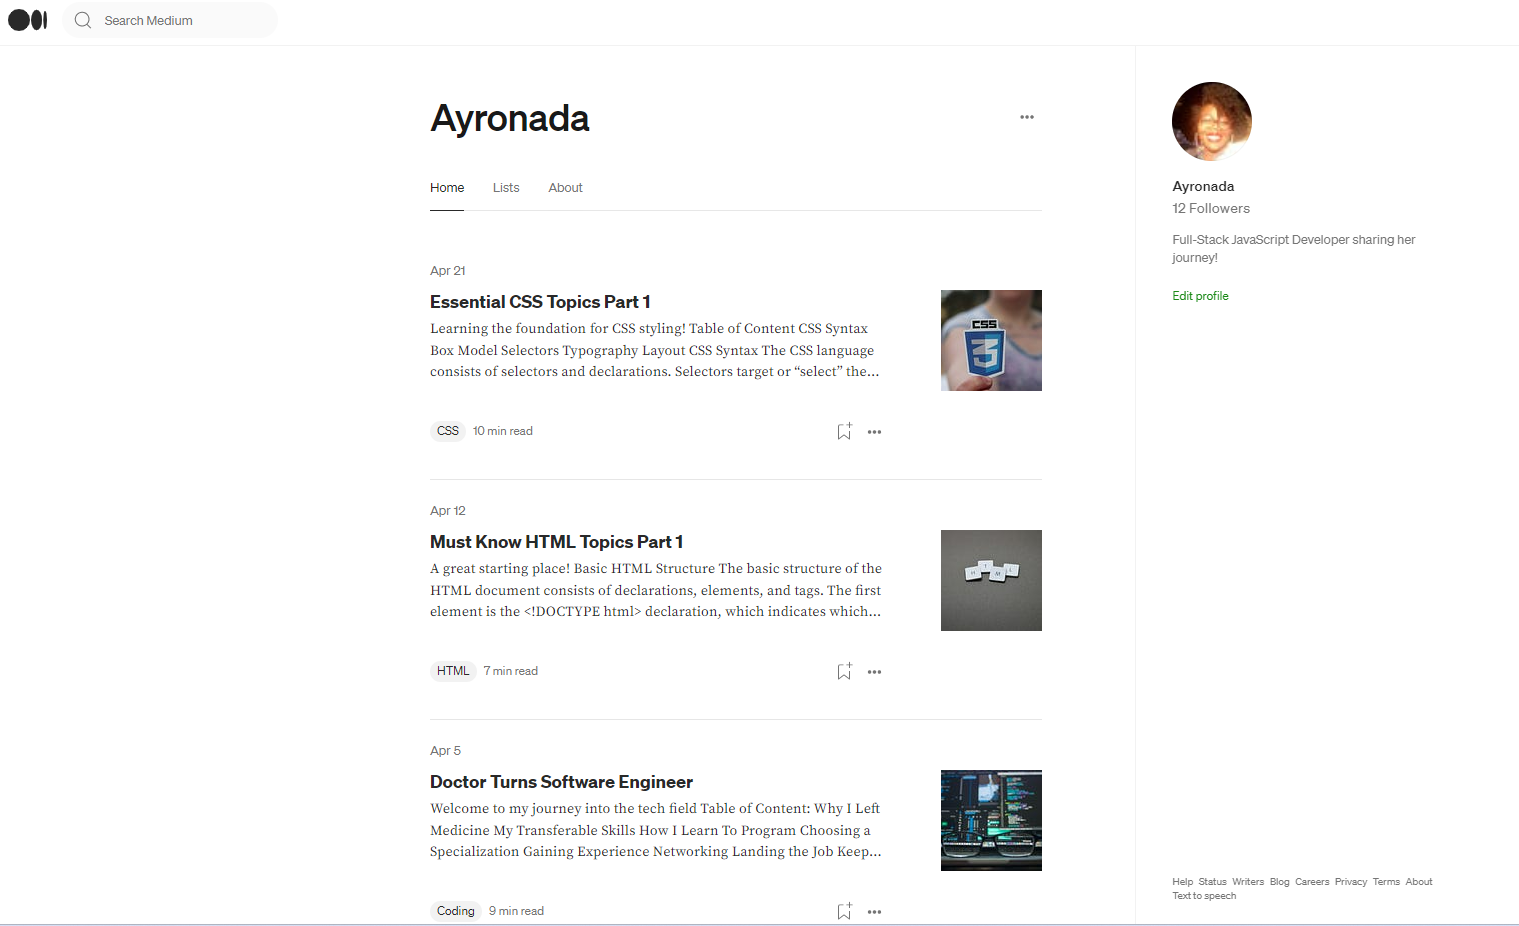 Search Medium
Ayronada
Home Lists About
Apr 21
Essential CSS Topics Part 1
Learning the foundation for CSS styling! Table of Content CSS Syntax
Box Model Selectors Typography Layout CSS Syntax The CSS language
consists of selectors and declarations. Selectors target or “select” the...
CSS
3
CSS 10 min read
Apr 12
Must Know HTML Topics Part 1
A great starting place! Basic HTML Structure The basic structure of the
HTML document consists of declarations, elements, and tags. The first
element is the <!DOCTYPE html> declaration, which indicates which...
H T M L
HTML 7 min read
Apr 5
Doctor Turns Software Engineer
Welcome to my journey into the tech field Table of Content: Why I Left
Medicine My Transferable Skills How I Learn To Program Choosing a
Specialization Gaining Experience Networking Landing the Job Keep...
Coding 9 min read
Ayronada
12 Followers
Full-Stack JavaScript Developer sharing her
journey!
Edit profile
Help Status Writers Blog Careers Privacy Terms About
Text to speech